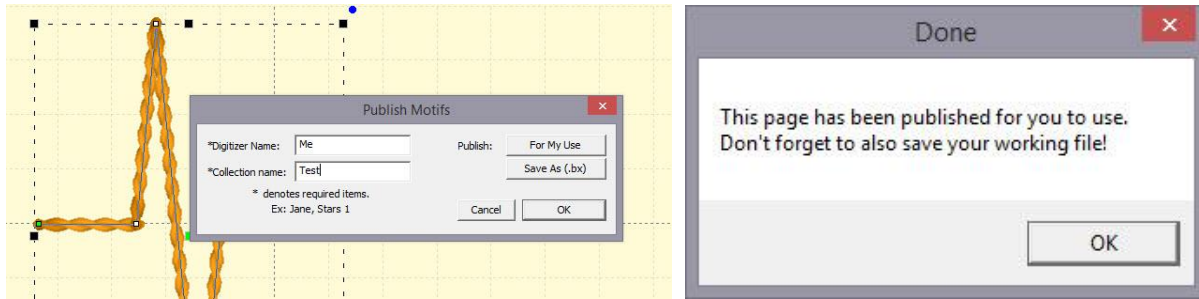 Publish Motifs
*Digitizer Name: Me Publish: For My Use
*Collection name: Test Save As (.bx)
* denotes required items.
Ex: Jane, Stars 1
Cancel OK
Done
This page has been published for you to use.
Don't forget to also save your working file!
OK